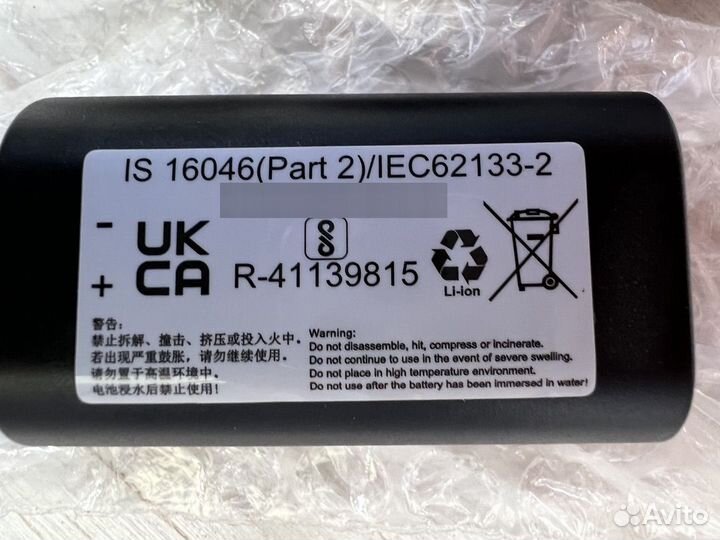 IS 16046(Part 2)/IEC62133-2
- UK
+ CA
R-41139815
Li-ion
警告:
禁止拆解、撞击、挤压或投入火中。
若出现严重鼓胀,请勿继续使用。
请勿置于高温环境中。
电池浸水后禁止使用!
Warning:
Do not disassemble, hit, compress or incinerate.
Do not continue to use in the event of severe swelling.
Do not place in high temperature environment.
Do not use after the battery has been immersed in water!
Avito